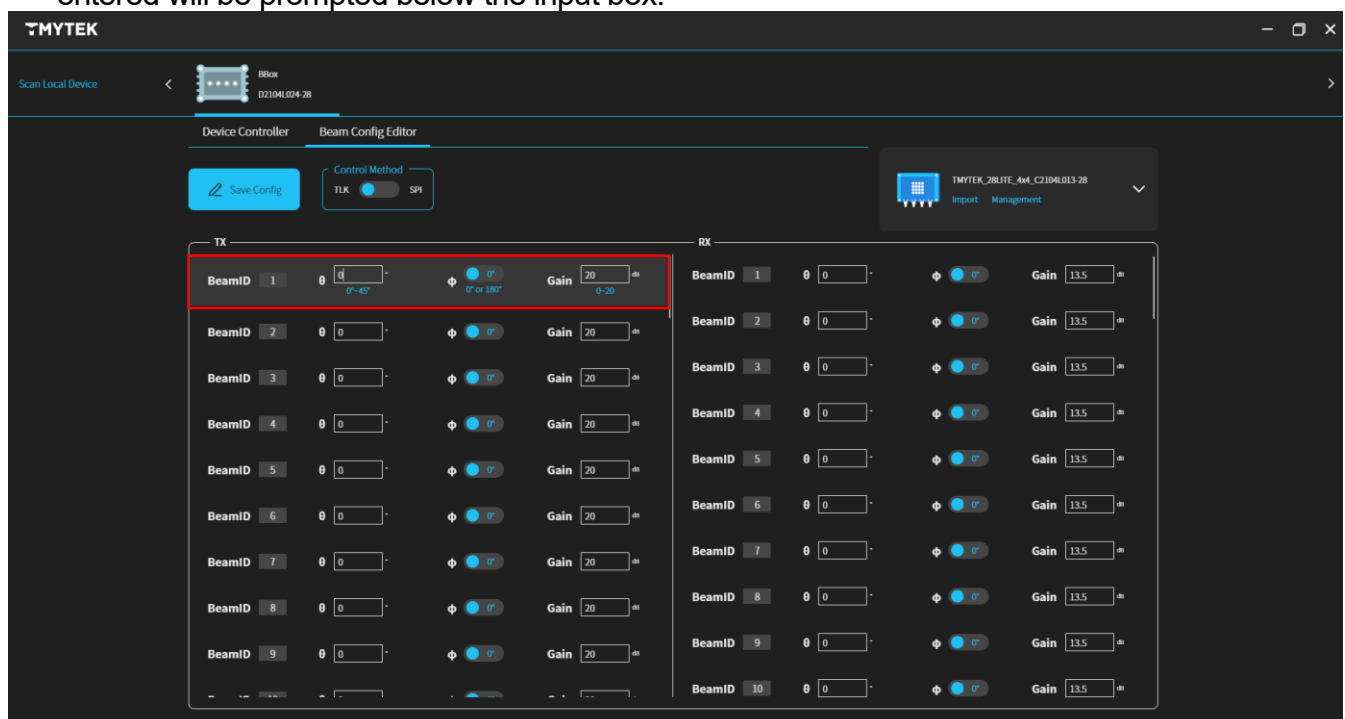 entered will be prompted below the input box.
TMYTEK
Scan Local Device
BBox
D2104L024-28
Device Controller Beam Config Editor
Save Config
Control Method
TLK SPI
TMYTEK_28LITE_4x4_C2104L013-28
Import Management
TX
BeamID 1 θ 0 ° ϕ 0° Gain 20 dB
0°~45° 0° or 180° 0~20
BeamID 2 θ 0 ° ϕ 0° Gain 20 dB
BeamID 3 θ 0 ° ϕ 0° Gain 20 dB
BeamID 4 θ 0 ° ϕ 0° Gain 20 dB
BeamID 5 θ 0 ° ϕ 0° Gain 20 dB
BeamID 6 θ 0 ° ϕ 0° Gain 20 dB
BeamID 7 θ 0 ° ϕ 0° Gain 20 dB
BeamID 8 θ 0 ° ϕ 0° Gain 20 dB
BeamID 9 θ 0 ° ϕ 0° Gain 20 dB
RX
BeamID 1 θ 0 ° ϕ 0° Gain 13.5 dB
BeamID 2 θ 0 ° ϕ 0° Gain 13.5 dB
BeamID 3 θ 0 ° ϕ 0° Gain 13.5 dB
BeamID 4 θ 0 ° ϕ 0° Gain 13.5 dB
BeamID 5 θ 0 ° ϕ 0° Gain 13.5 dB
BeamID 6 θ 0 ° ϕ 0° Gain 13.5 dB
BeamID 7 θ 0 ° ϕ 0° Gain 13.5 dB
BeamID 8 θ 0 ° ϕ 0° Gain 13.5 dB
BeamID 9 θ 0 ° ϕ 0° Gain 13.5 dB
BeamID 10 θ 0 ° ϕ 0° Gain 13.5 dB